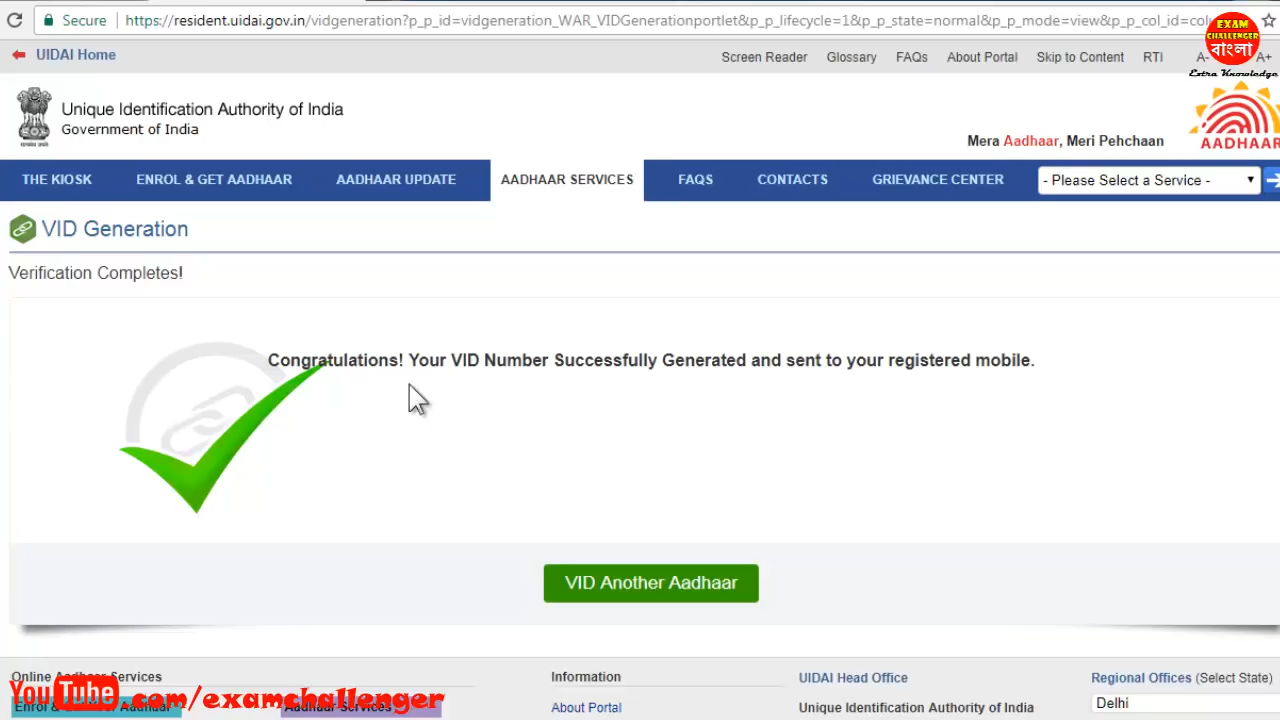 Secure https://resident.uidai.gov.in/vidgeneration?p_p_id=vidgeneration_WAR_VIDGenerationportlet&p_p_lifecycle=1&p_p_state=normal&p_p_mode=view&p_p_col_id=colu
EXAM
CHALLENGER
বাংলা
Extra Knowledge
UIDAI Home
Screen Reader Glossary FAQs About Portal Skip to Content RTI A- A+
Unique Identification Authority of India
Government of India
Mera Aadhaar, Meri Pehchaan
AADHAAR
THE KIOSK ENROL & GET AADHAAR AADHAAR UPDATE AADHAAR SERVICES FAQS CONTACTS GRIEVANCE CENTER - Please Select a Service -
VID Generation
Verification Completes!
Congratulations! Your VID Number Successfully Generated and sent to your registered mobile.
VID Another Aadhaar
Online Aadhaar Services Information UIDAI Head Office Regional Offices (Select State)
YouTube .com/examchallenger
Aadhaar Services About Portal Unique Identification Authority of India Delhi